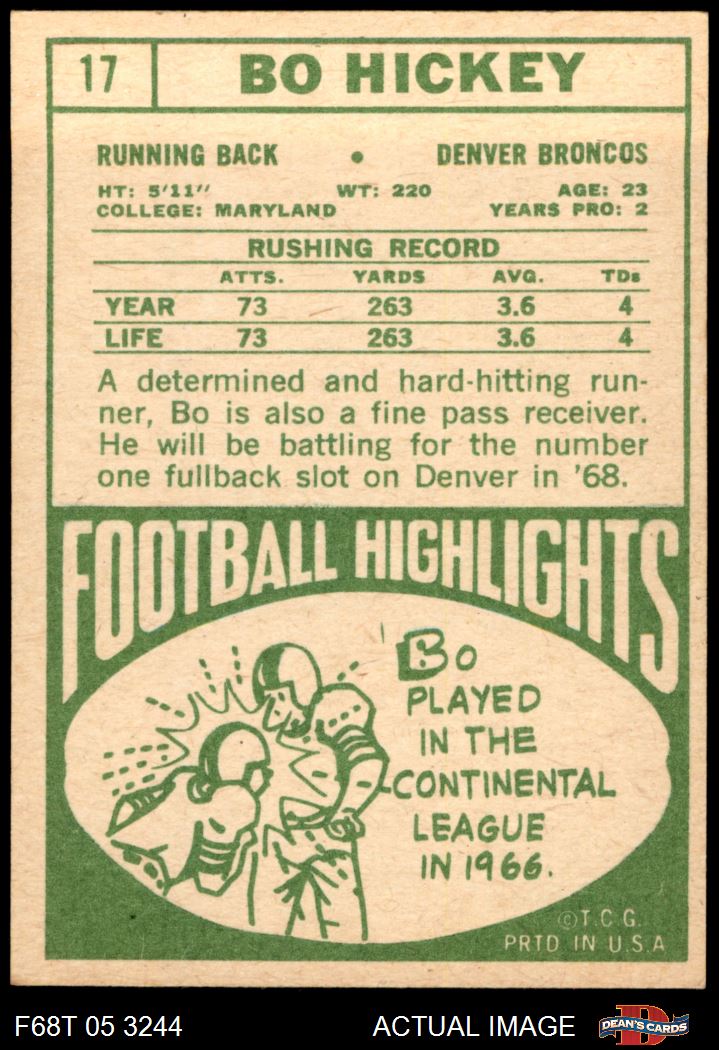 17 BO HICKEY
RUNNING BACK • DENVER BRONCOS
HT: 5'11" WT: 220 AGE: 23
COLLEGE: MARYLAND YEARS PRO: 2
RUSHING RECORD
ATTS. YARDS AVG. TDs
YEAR 73 263 3.6 4
LIFE 73 263 3.6 4
A determined and hard-hitting run-
ner, Bo is also a fine pass receiver.
He will be battling for the number
one fullback slot on Denver in '68.
FOOTBALL HIGHLIGHTS
BO
PLAYED
IN THE
CONTINENTAL
LEAGUE
IN 1966.
©T.C.G.
PRTD IN U.S.A
F68T 05 3244 ACTUAL IMAGE DEAN'S CARDS